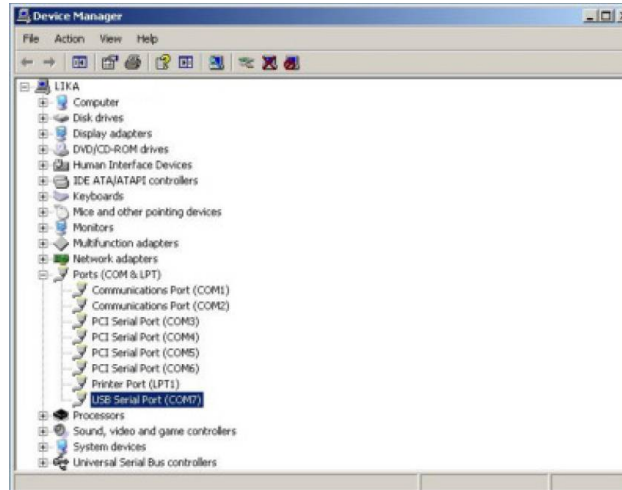 Device Manager
File Action View Help
LIKA
Computer
Disk drives
Display adapters
DVD/CD-ROM drives
Human Interface Devices
IDE ATA/ATAPI controllers
Keyboards
Mice and other pointing devices
Monitors
Multifunction adapters
Network adapters
Ports (COM & LPT)
Communications Port (COM1)
Communications Port (COM2)
PCI Serial Port (COM3)
PCI Serial Port (COM4)
PCI Serial Port (COM5)
PCI Serial Port (COM6)
Printer Port (LPT1)
USB Serial Port (COM7)
Processors
Sound, video and game controllers
System devices
Universal Serial Bus controllers